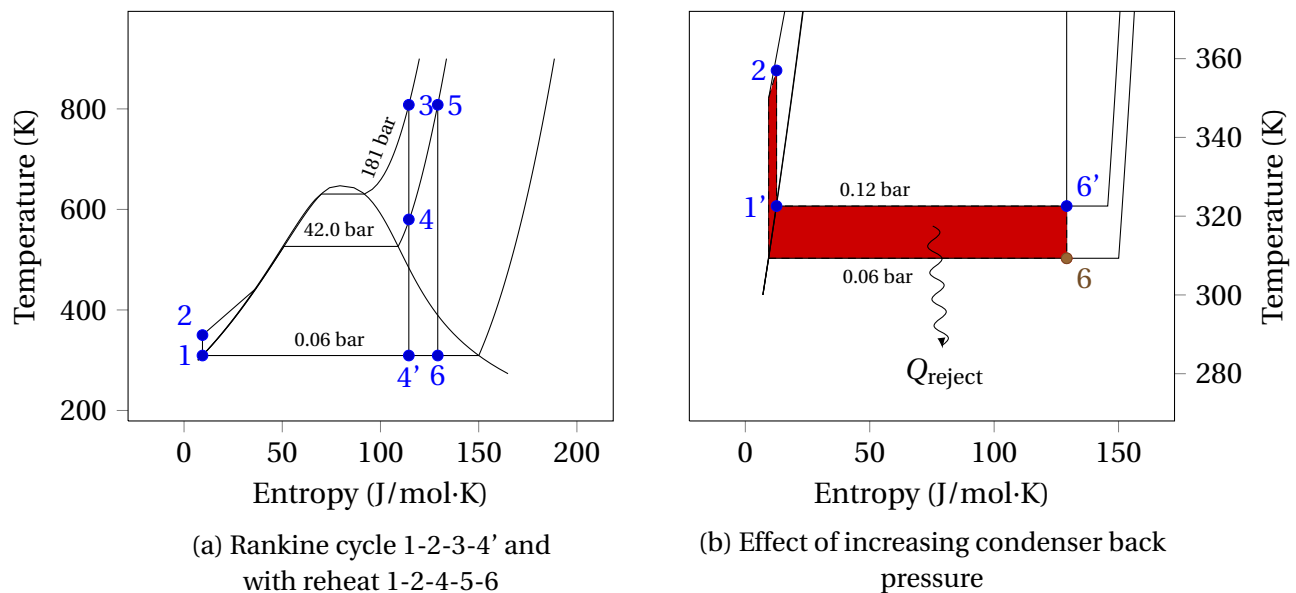 Temperature (K)
800
600
400
200
0
50
100
150
200
Entropy (J/mol·K)
181 bar
42.0 bar
0.06 bar
1
2
3
4
5
4’
6
(a) Rankine cycle 1-2-3-4’ and
with reheat 1-2-4-5-6
Temperature (K)
360
340
320
300
280
0
50
100
150
Entropy (J/mol·K)
2
0.12 bar
6’
1’
0.06 bar
6
Qreject
(b) Effect of increasing condenser back
pressure